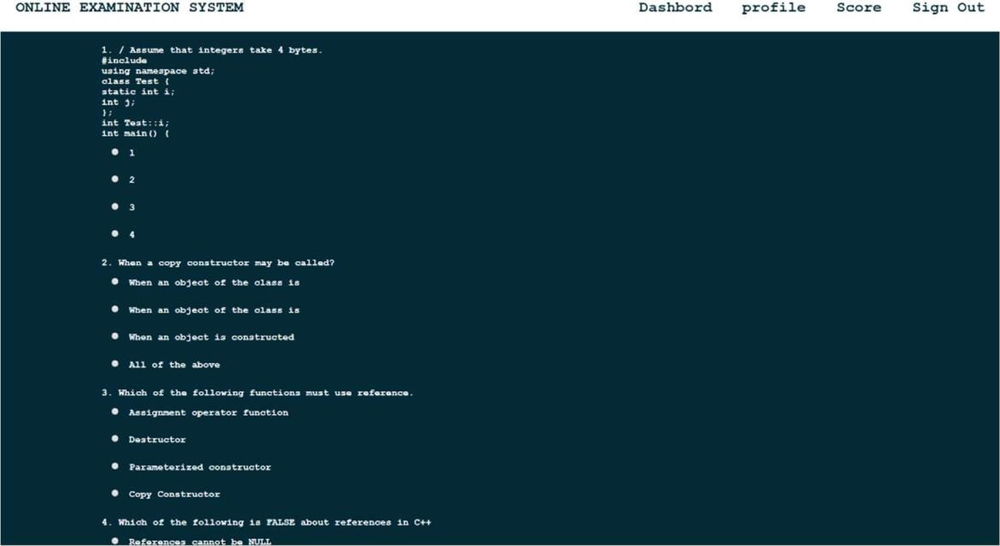 ONLINE EXAMINATION SYSTEM
Dashbord profile Score Sign Out
1. / Assume that integers take 4 bytes.
#include
using namespace std;
class Test {
static int i;
int j;
};
int Test::i;
int main() {
1
2
3
4
2. When a copy constructor may be called?
When an object of the class is
When an object of the class is
When an object is constructed
All of the above
3. Which of the following functions must use reference.
Assignment operator function
Destructor
Parameterized constructor
Copy Constructor
4. Which of the following is FALSE about references in C++
References cannot be NULL